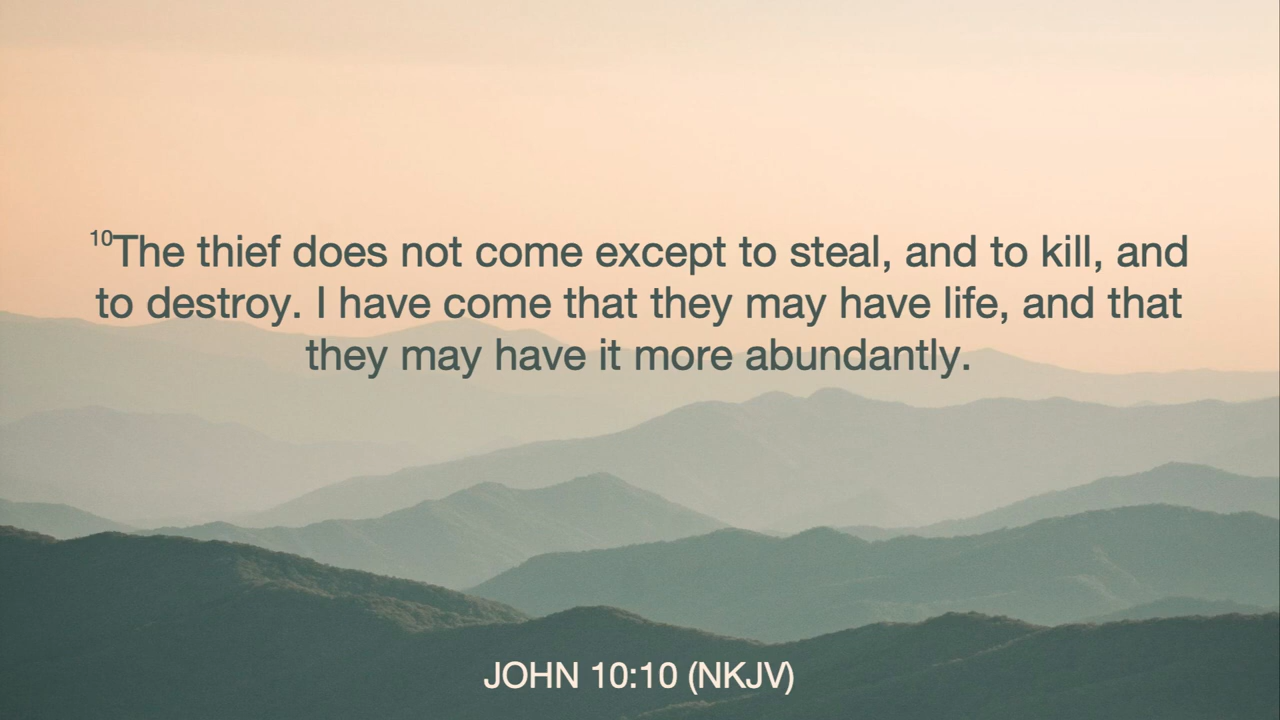 10The thief does not come except to steal, and to kill, and
to destroy. I have come that they may have life, and that
they may have it more abundantly.
JOHN 10:10 (NKJV)